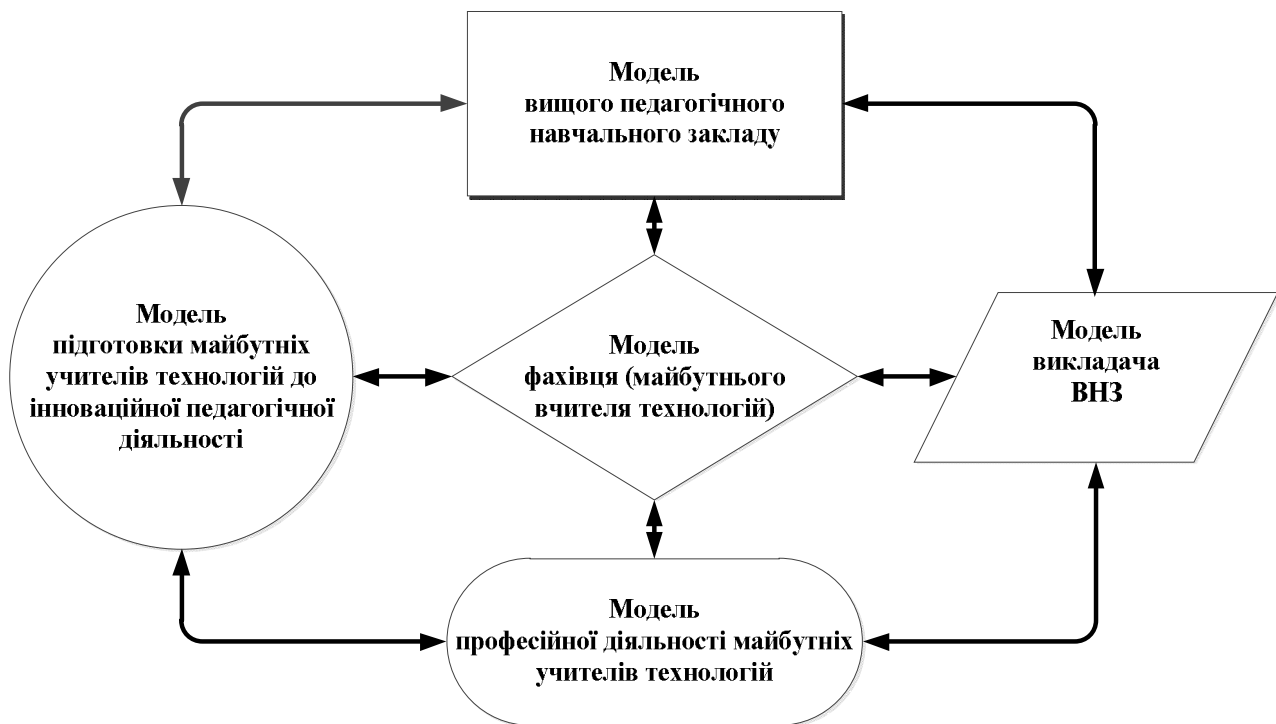 Модель
вищого педагогічного
навчального закладу
Модель
підготовки майбутніх
учителів технологій до
інноваційної педагогічної
діяльності
Модель
фахівця (майбутнього
вчителя технологій)
Модель
викладача
ВНЗ
Модель
професійної діяльності майбутніх
учителів технологій